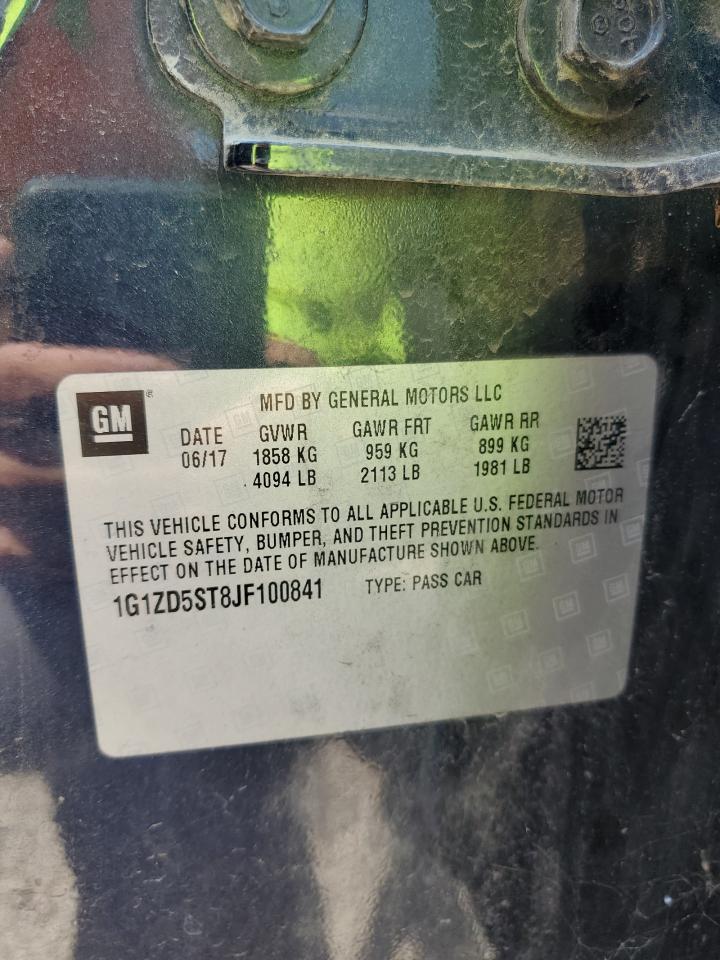 GM
®
MFD BY GENERAL MOTORS LLC
DATE GVWR GAWR FRT GAWR RR
06/17 1858 KG 959 KG 899 KG
4094 LB 2113 LB 1981 LB
THIS VEHICLE CONFORMS TO ALL APPLICABLE U.S. FEDERAL MOTOR
VEHICLE SAFETY, BUMPER, AND THEFT PREVENTION STANDARDS IN
EFFECT ON THE DATE OF MANUFACTURE SHOWN ABOVE.
1G1ZD5ST8JF100841 TYPE: PASS CAR